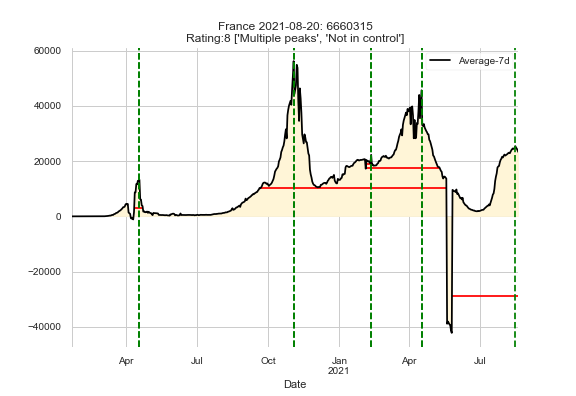 France 2021-08-20: 6660315
Rating:8 ['Multiple peaks', 'Not in control']
Average-7d
60000
40000
20000
0
−20000
−40000
Apr
Jul
Oct
Jan
2021
Apr
Jul
Date